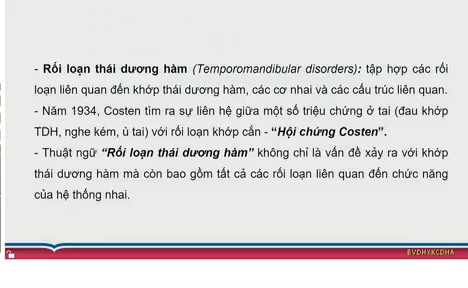 - Rối loạn thái dương hàm (Temporomandibular disorders): tập hợp các rối
loạn liên quan đến khớp thái dương hàm, các cơ nhai và các cấu trúc liên quan.
- Năm 1934, Costen tìm ra sự liên hệ giữa một số triệu chứng ở tai (đau khớp
TDH, nghe kém, ù tai) với rối loạn khớp cắn - “Hội chứng Costen”.
- Thuật ngữ “Rối loạn thái dương hàm” không chỉ là vấn đề xảy ra với khớp
thái dương hàm mà còn bao gồm tất cả các rối loạn liên quan đến chức năng
của hệ thống nhai.
BVDHYKCDHA